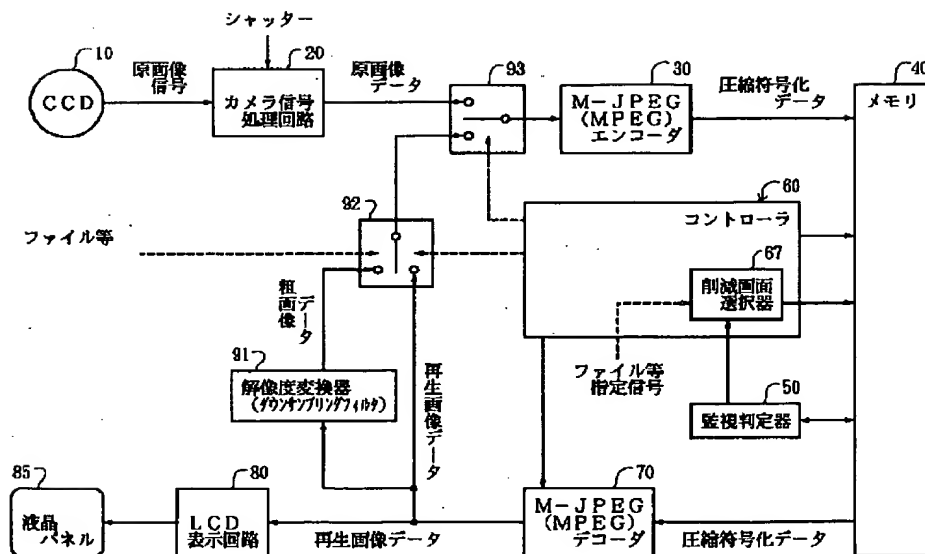 シャッター
10
20
93
30
40
原画像
信号
原画像
データ
圧縮符号化
データ
CCD
カメラ信号
処理回路
M-JPEG
(MPEG)
エンコーダ
メモリ
92
60
コントローラ
ファイル等
67
削減画面
選択器
粗画像
データ
91
解像度変換器
(ダウンサンプリングフィルタ)
再生画像データ
ファイル等
指定信号
50
監視判定器
85
80
70
液晶
パネル
LCD
表示回路
再生画像データ
M-JPEG
(MPEG)
デコーダ
圧縮符号化データ